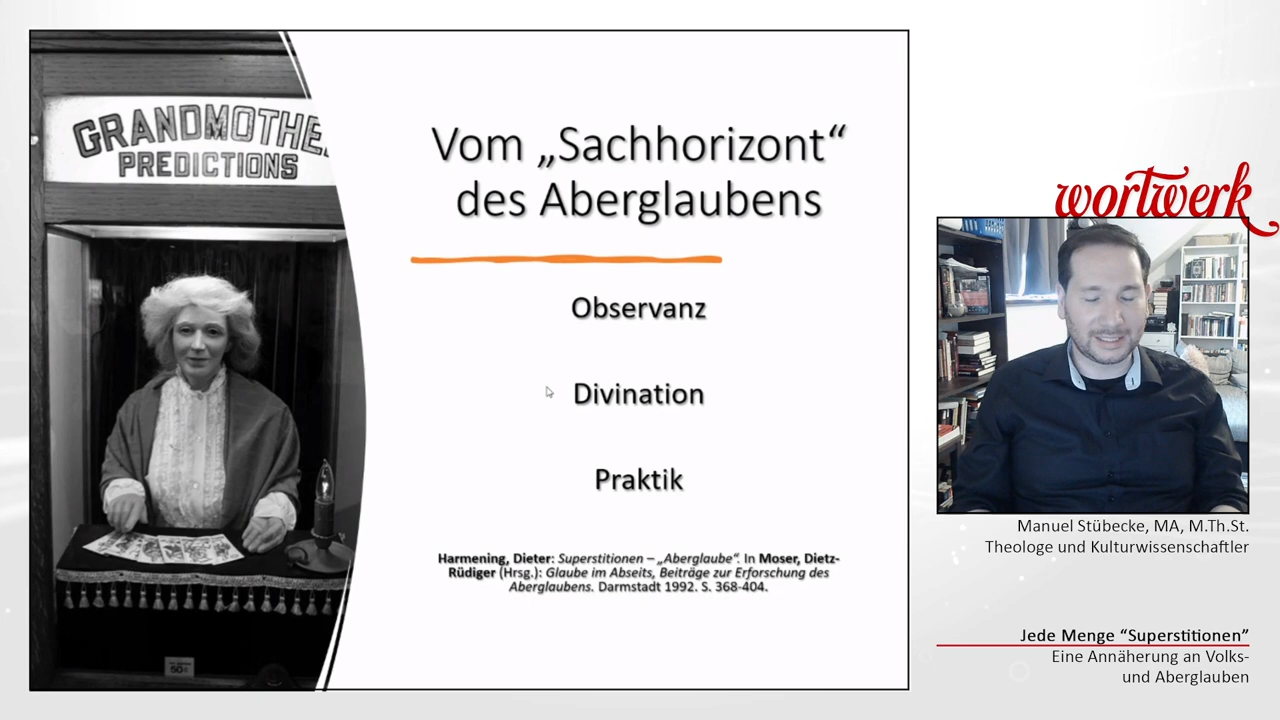 GRANDMOTHE
PREDICTIONS
50¢
Vom „Sachhorizont“
des Aberglaubens
Observanz
Divination
Praktik
Harmening, Dieter: Superstitionen – „Aberglaube“. In Moser, Dietz-
Rüdiger (Hrsg.): Glaube im Abseits, Beiträge zur Erforschung des
Aberglaubens. Darmstadt 1992. S. 368-404.
wortwerk
Manuel Stübecke, MA, M.Th.St.
Theologe und Kulturwissenschaftler
Jede Menge “Superstitionen”
Eine Annäherung an Volks-
und Aberglauben